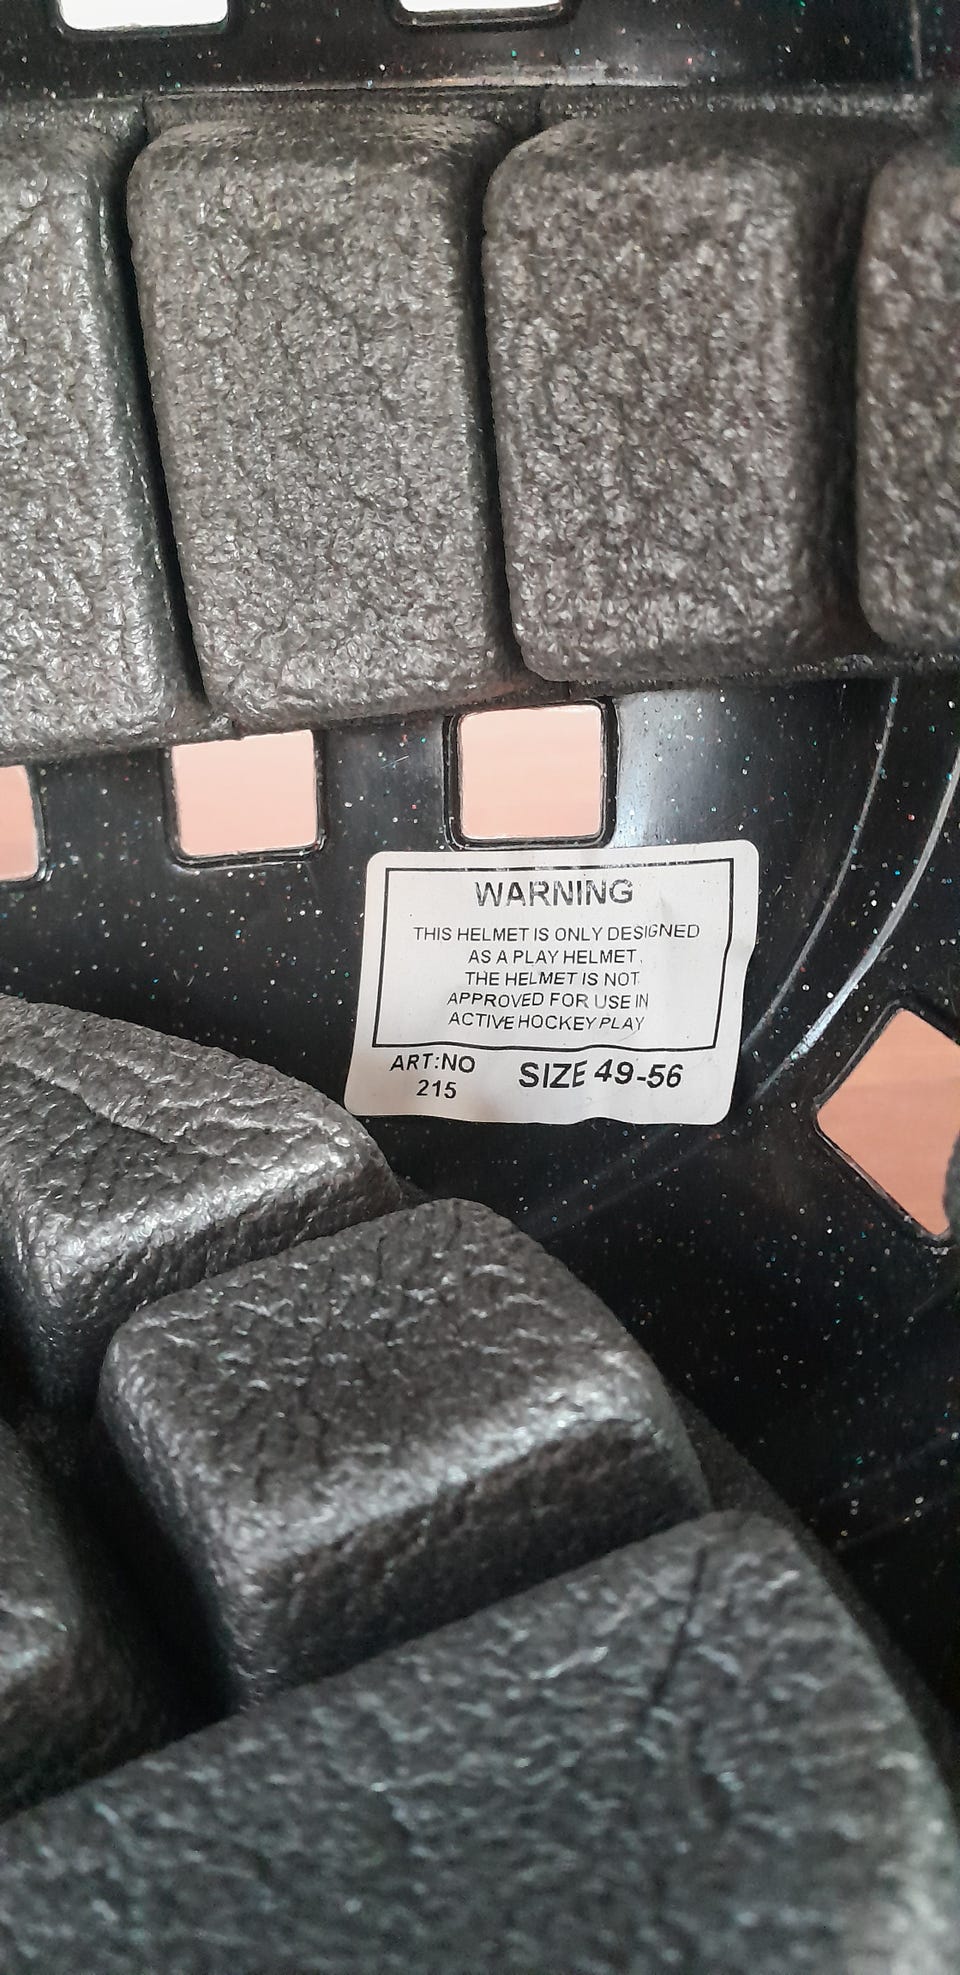 WARNING
THIS HELMET IS ONLY DESIGNED
AS A PLAY HELMET.
THE HELMET IS NOT
APPROVED FOR USE IN
ACTIVE HOCKEY PLAY
ART:NO
215
SIZE 49-56